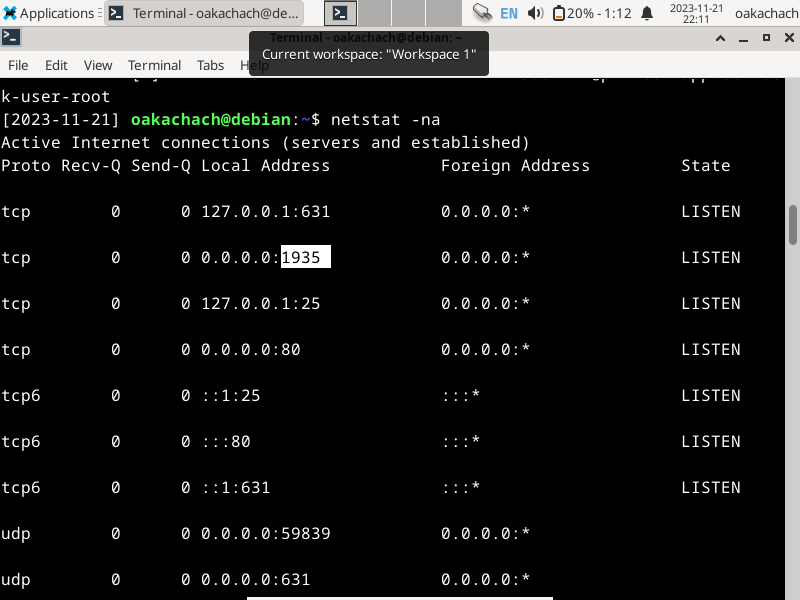 Applications
Terminal - oakachach@de...
EN
20% - 1:12
2023-11-21
22:11
oakachach
Terminal - oakachach@debian: ~
Current workspace: "Workspace 1"
File Edit View Terminal Tabs Help
k-user-root
[2023-11-21] oakachach@debian:~$ netstat -na
Active Internet connections (servers and established)
Proto Recv-Q Send-Q Local Address Foreign Address State
tcp 0 0 127.0.0.1:631 0.0.0.0:* LISTEN
tcp 0 0 0.0.0.0:1935 0.0.0.0:* LISTEN
tcp 0 0 127.0.0.1:25 0.0.0.0:* LISTEN
tcp 0 0 0.0.0.0:80 0.0.0.0:* LISTEN
tcp6 0 0 ::1:25 :::* LISTEN
tcp6 0 0 :::80 :::* LISTEN
tcp6 0 0 ::1:631 :::* LISTEN
udp 0 0 0.0.0.0:59839 0.0.0.0:*
udp 0 0 0.0.0.0:631 0.0.0.0:*